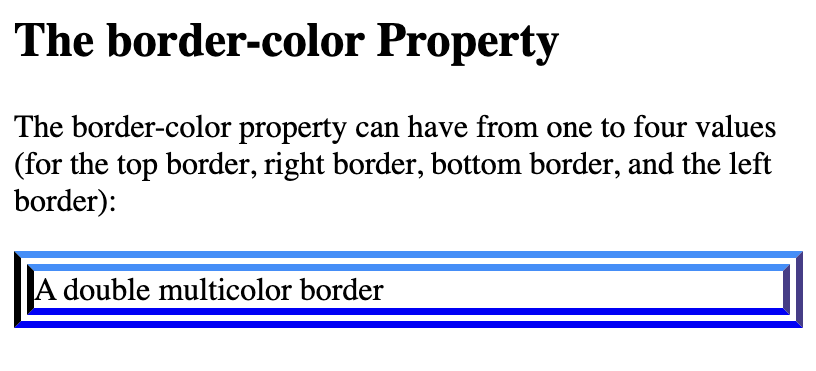 The border-color Property
The border-color property can have from one to four values
(for the top border, right border, bottom border, and the left
border):
A double multicolor border